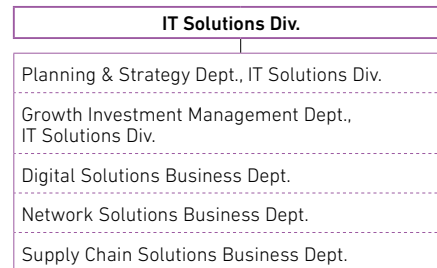 IT Solutions Div.
Planning & Strategy Dept., IT Solutions Div.
Growth Investment Management Dept.,
IT Solutions Div.
Digital Solutions Business Dept.
Network Solutions Business Dept.
Supply Chain Solutions Business Dept.